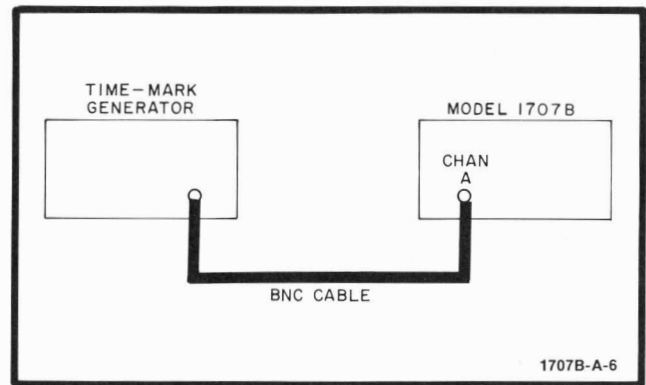 TIME-MARK
GENERATOR
MODEL 1707B
CHAN
A
BNC CABLE
1707B-A-6